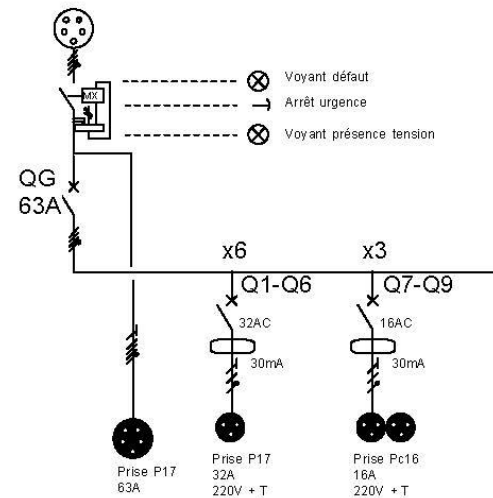 Voyant défaut
MX
Arrêt urgence
Voyant présence tension
QG
63A
x6
x3
Q1-Q6
Q7-Q9
32AC
16AC
30mA
30mA
Prise P17
63A
Prise P17
32A
220V + T
Prise Pc16
16A
220V + T